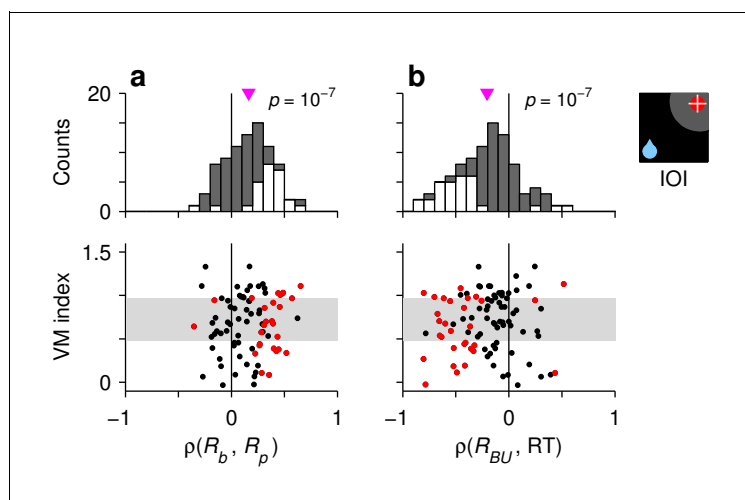 a
b
p = 10⁻⁷
p = 10⁻⁷
20
10
0
Counts
IOI
1.5
0
VM index
−1
0
1
−1
0
1
ρ(R_b, R_p)
ρ(R_BU, RT)